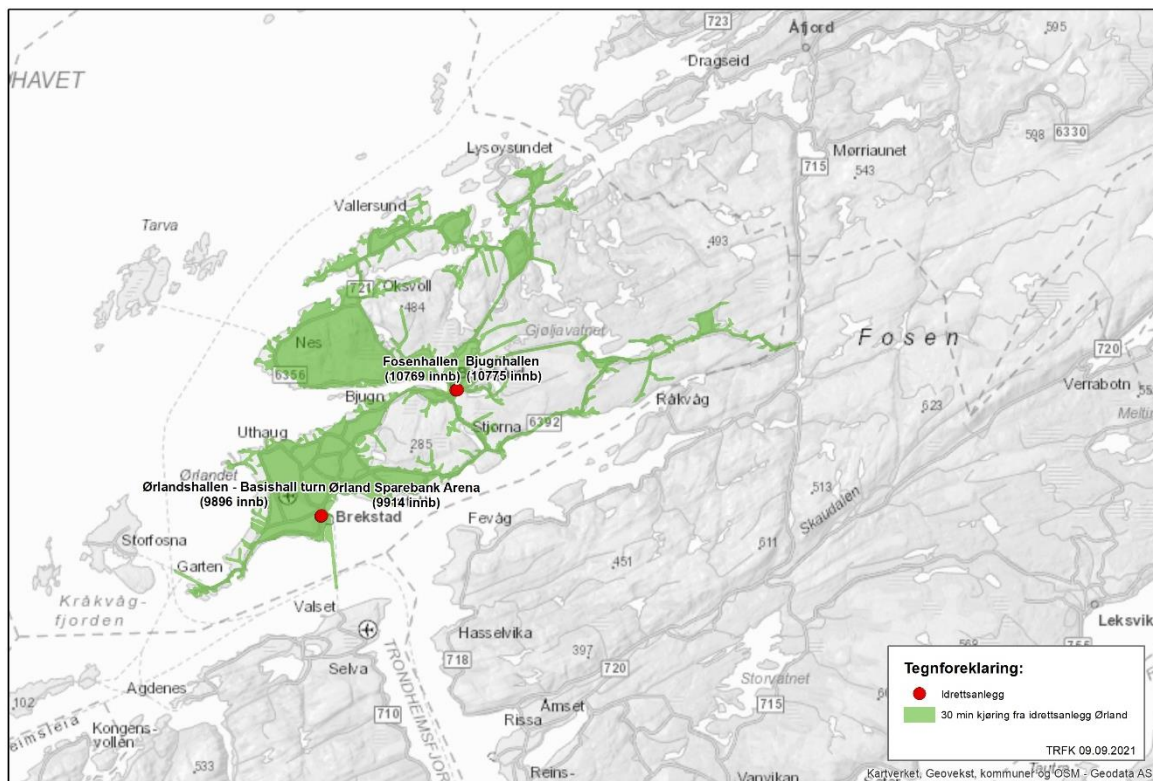 723
Åfjord
595
Dragseid
HAVET
Lysøysundet
6330
598
Mørriaunet
715
543
Vallersund
Tarva
493
721
Oksvoll
484
Gjøljavatnet
Fosen
Nes
720
Fosenhallen
(10769 innb)
Bjugnhallen
(10775 innb)
6356
Verrabotn
Bjugn
Råkvåg
623
Stjørna
6392
Uthaug
285
Ørlandet
Ørlandshallen - Basishall turn
(9896 innb)
Ørland Sparebank Arena
(9914 innb)
513
Skaudalen
Brekstad
Fevåg
Storfosna
611
451
Garten
Kråkvåg-
fjorden
Valset
Leksvik
Hasselvika
397
718
720
Selva
TRONDHEIMSFJOR
Storvatnet
715
Agdenes
102
Kongens-
vollen
710
Åmset
Rissa
Reins-
533
Vanvikan
Tegnforeklaring:
Idrettsanlegg
30 min kjøring fra idrettsanlegg Ørland
TRFK 09.09.2021
Kartverket, Geovekst, kommuner og OSM - Geodata AS